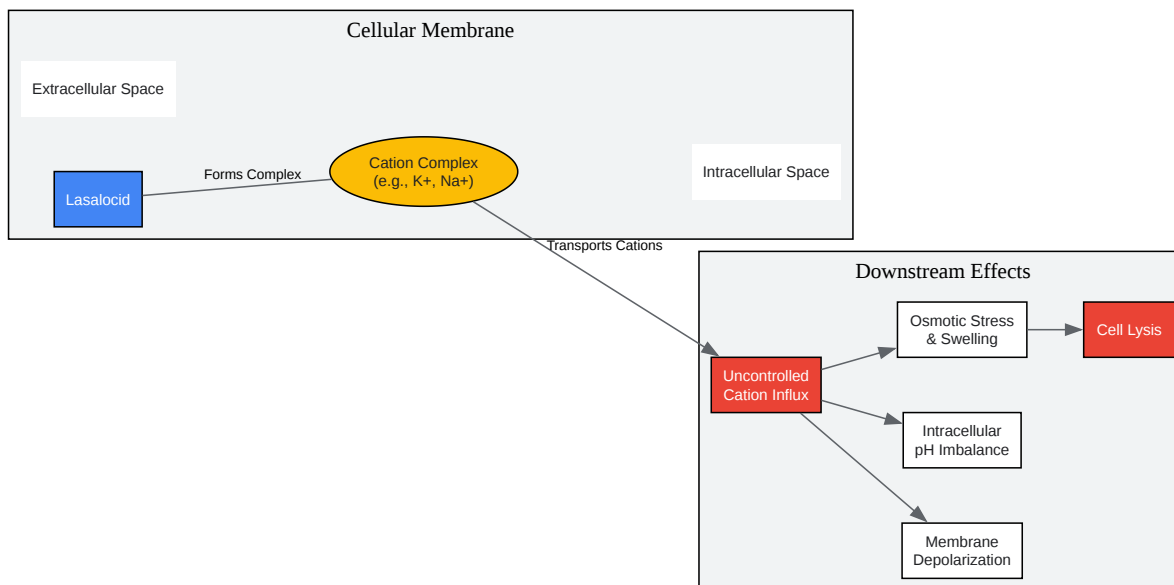 Cellular Membrane
Extracellular Space
Lasalocid
Forms Complex
Cation Complex
(e.g., K+, Na+)
Intracellular Space
Transports Cations
Downstream Effects
Uncontrolled
Cation Influx
Osmotic Stress
& Swelling
Cell Lysis
Intracellular
pH Imbalance
Membrane
Depolarization